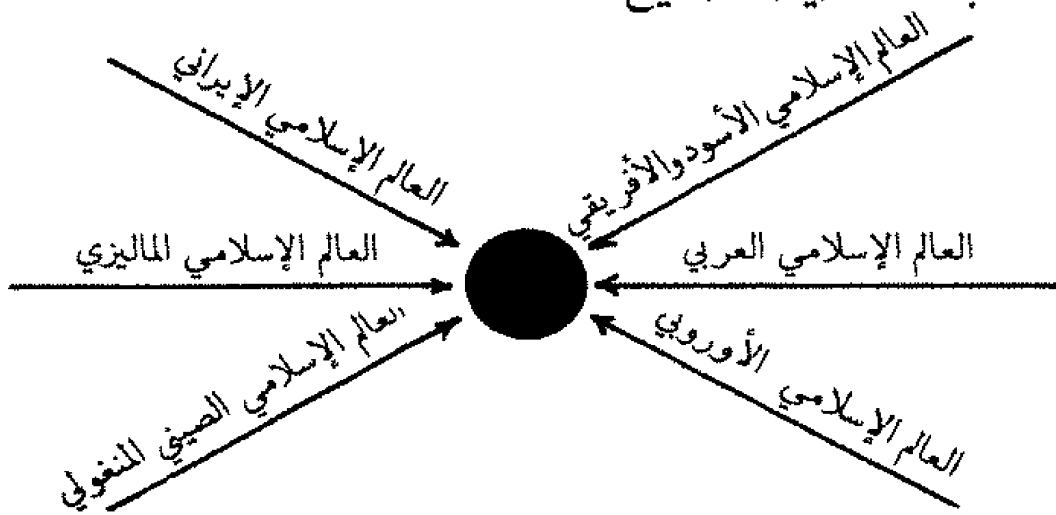 العالم الإسلامي الأسود والأفريقي
العالم الإسلامي الإيراني
العالم الإسلامي العربي
العالم الإسلامي الماليزي
العالم الإسلامي الأوروبي
العالم الإسلامي الصيني المنغولي